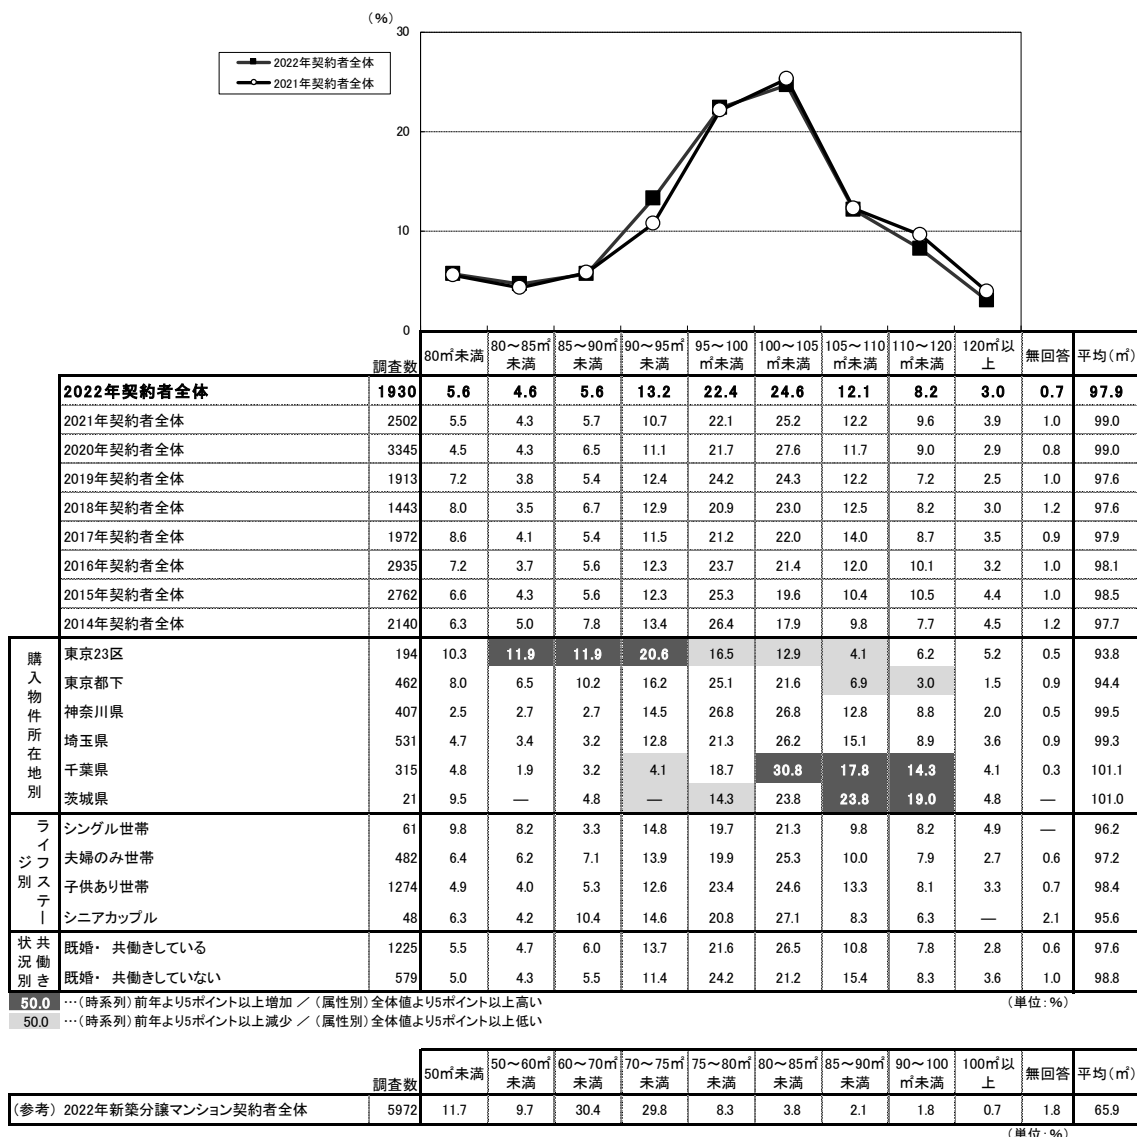 (％)
30
2022年契約者全体
2021年契約者全体
20
10
0
調査数 80㎡未満 80～85㎡未満 85～90㎡未満 90～95㎡未満 95～100㎡未満 100～105㎡未満 105～110㎡未満 110～120㎡未満 120㎡以上 無回答 平均(㎡)
2022年契約者全体 1930 5.6 4.6 5.6 13.2 22.4 24.6 12.1 8.2 3.0 0.7 97.9
2021年契約者全体 2502 5.5 4.3 5.7 10.7 22.1 25.2 12.2 9.6 3.9 1.0 99.0
2020年契約者全体 3345 4.5 4.3 6.5 11.1 21.7 27.6 11.7 9.0 2.9 0.8 99.0
2019年契約者全体 1913 7.2 3.8 5.4 12.4 24.2 24.3 12.2 7.2 2.5 1.0 97.6
2018年契約者全体 1443 8.0 3.5 6.7 12.9 20.9 23.0 12.5 8.2 3.0 1.2 97.6
2017年契約者全体 1972 8.6 4.1 5.4 11.5 21.2 22.0 14.0 8.7 3.5 0.9 97.9
2016年契約者全体 2935 7.2 3.7 5.6 12.3 23.7 21.4 12.0 10.1 3.2 1.0 98.1
2015年契約者全体 2762 6.6 4.3 5.6 12.3 25.3 19.6 10.4 10.5 4.4 1.0 98.5
2014年契約者全体 2140 6.3 5.0 7.8 13.4 26.4 17.9 9.8 7.7 4.5 1.2 97.7
購入物件所在地別
東京23区 194 10.3 11.9 11.9 20.6 16.5 12.9 4.1 6.2 5.2 0.5 93.8
東京都下 462 8.0 6.5 10.2 16.2 25.1 21.6 6.9 3.0 1.5 0.9 94.4
神奈川県 407 2.5 2.7 2.7 14.5 26.8 26.8 12.8 8.8 2.0 0.5 99.5
埼玉県 531 4.7 3.4 3.2 12.8 21.3 26.2 15.1 8.9 3.6 0.9 99.3
千葉県 315 4.8 1.9 3.2 4.1 18.7 30.8 17.8 14.3 4.1 0.3 101.1
茨城県 21 9.5 ― 4.8 ― 14.3 23.8 23.8 19.0 4.8 ― 101.0
ライフステージ別
シングル世帯 61 9.8 8.2 3.3 14.8 19.7 21.3 9.8 8.2 4.9 ― 96.2
夫婦のみ世帯 482 6.4 6.2 7.1 13.9 19.9 25.3 10.0 7.9 2.7 0.6 97.2
子供あり世帯 1274 4.9 4.0 5.3 12.6 23.4 24.6 13.3 8.1 3.3 0.7 98.4
シニアカップル 48 6.3 4.2 10.4 14.6 20.8 27.1 8.3 6.3 ― 2.1 95.6
共働き状況別
既婚・ 共働きしている 1225 5.5 4.7 6.0 13.7 21.6 26.5 10.8 7.8 2.8 0.6 97.6
既婚・ 共働きしていない 579 5.0 4.3 5.5 11.4 24.2 21.2 15.4 8.3 3.6 1.0 98.8
50.0 …(時系列)前年より5ポイント以上増加 ／ (属性別)全体値より5ポイント以上高い (単位：％)
50.0 …(時系列)前年より5ポイント以上減少 ／ (属性別)全体値より5ポイント以上低い
調査数 50㎡未満 50～60㎡未満 60～70㎡未満 70～75㎡未満 75～80㎡未満 80～85㎡未満 85～90㎡未満 90～100㎡未満 100㎡以上 無回答 平均(㎡)
(参考) 2022年新築分譲マンション契約者全体 5972 11.7 9.7 30.4 29.8 8.3 3.8 2.1 1.8 0.7 1.8 65.9
(単位：％)